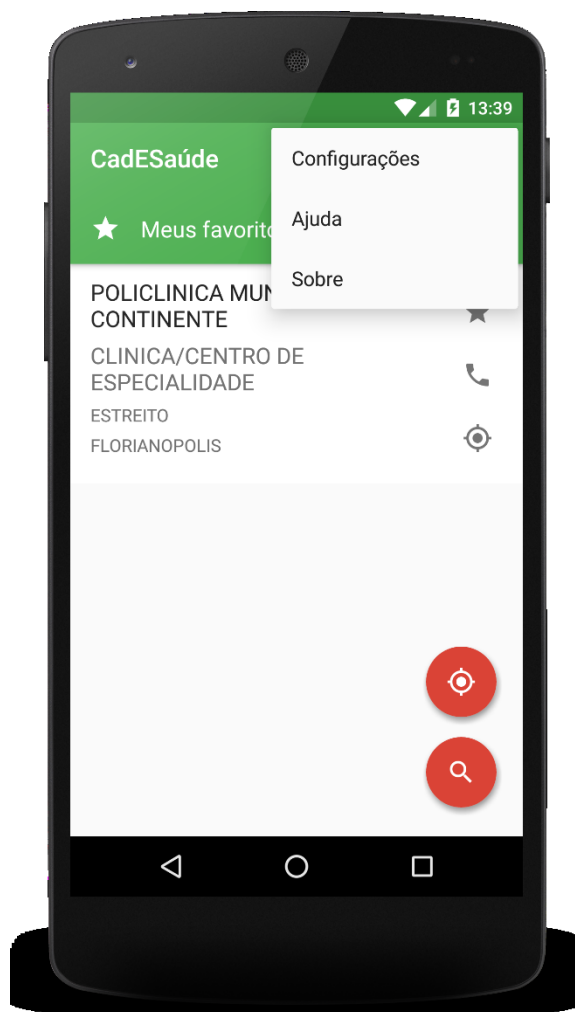 13:39
CadESaúde
Configurações
Meus favorito
Ajuda
Sobre
POLICLINICA MUN
CONTINENTE
CLINICA/CENTRO DE
ESPECIALIDADE
ESTREITO
FLORIANOPOLIS